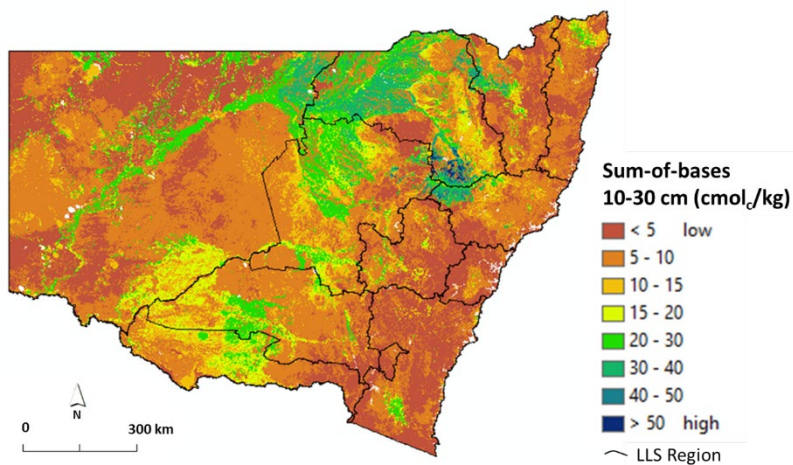 Sum-of-bases
10-30 cm (cmolc/kg)
< 5 low
5 - 10
10 - 15
15 - 20
20 - 30
30 - 40
40 - 50
> 50 high
LLS Region
N
0 300 km